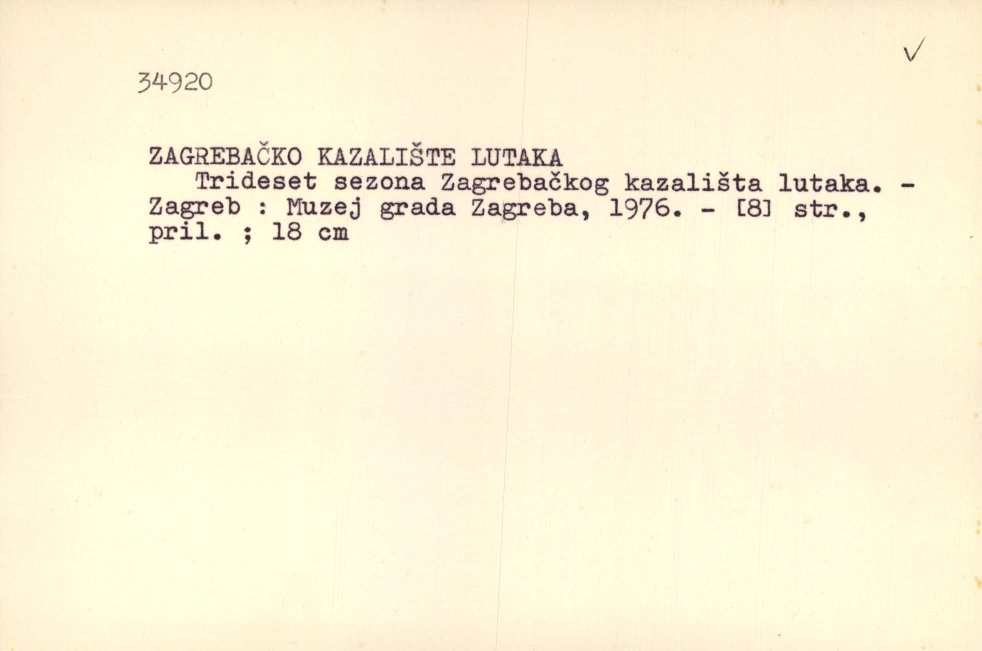 34920
ZAGREBAČKO KAZALIŠTE LUTAKA
Trideset sezona Zagrebačkog kazališta lutaka. -
Zagreb : Muzej grada Zagreba, 1976. - [8] str.,
pril. ; 18 cm